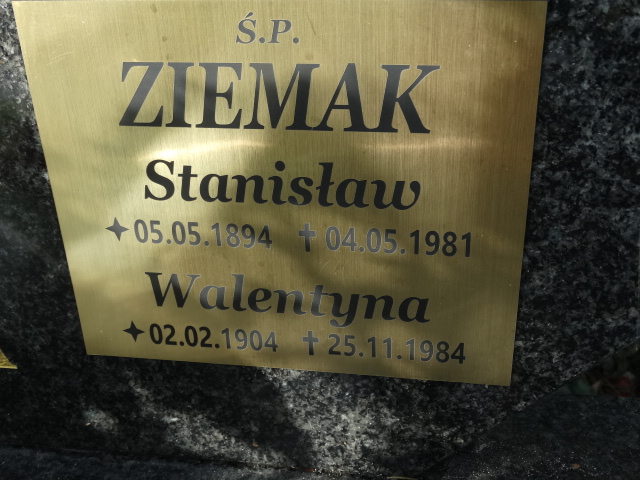 Ś.P.
ZIEMAK
Stanisław
✦05.05.1894 ✝04.05.1981
Walentyna
✦02.02.1904 ✝25.11.1984